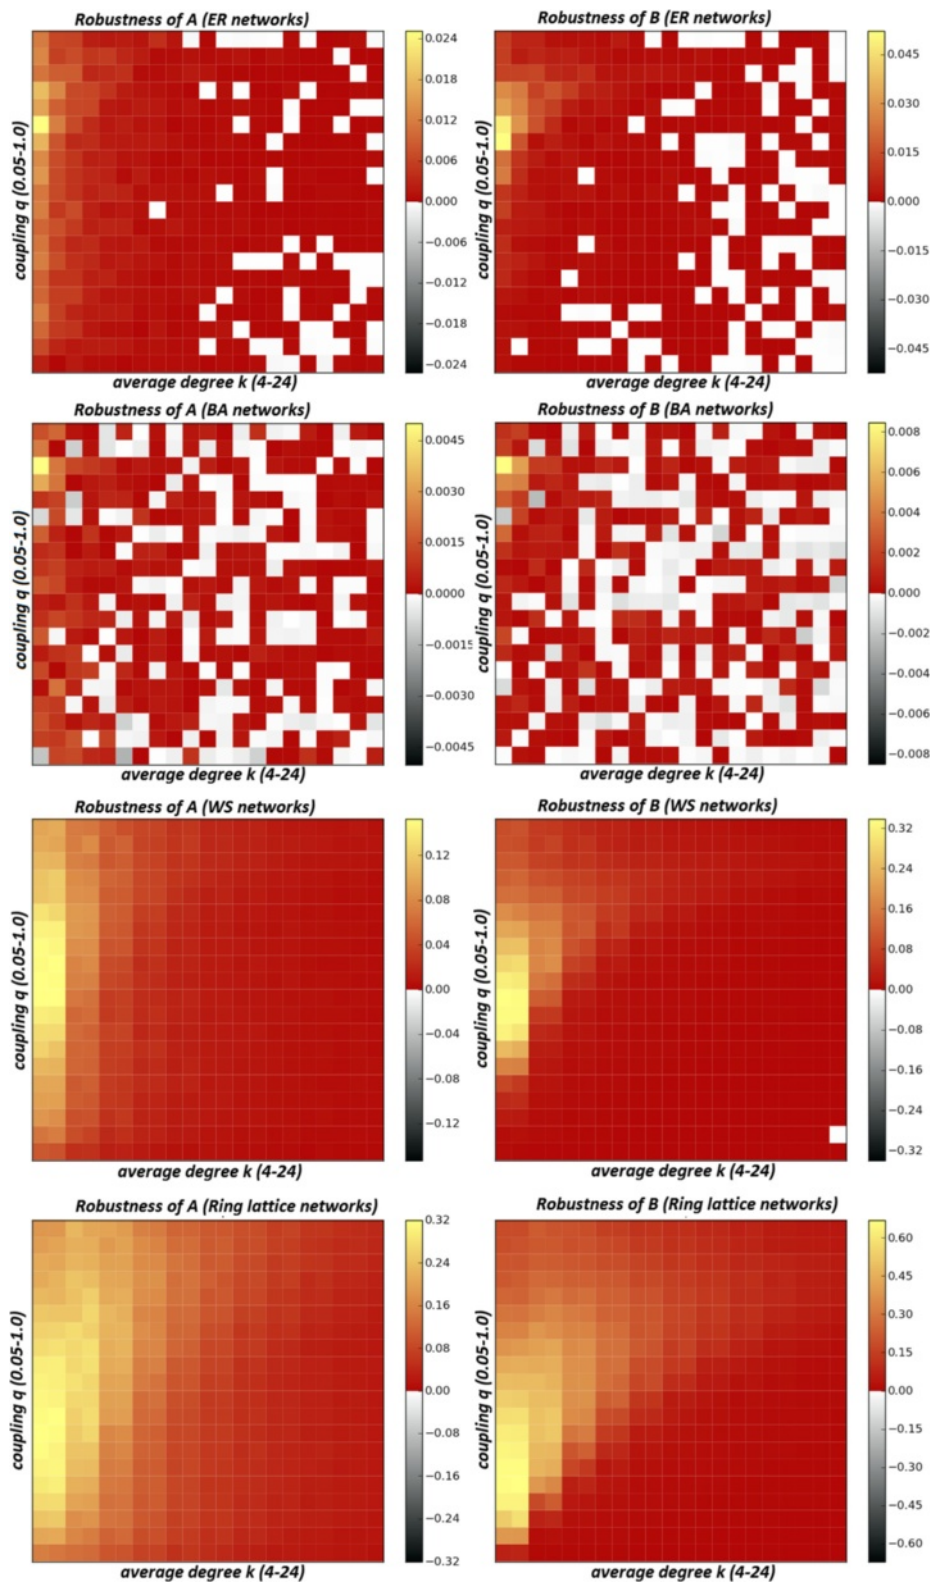 Robustness of A (ER networks)
Robustness of B (ER networks)
coupling q (0.05-1.0)
0.024
0.018
0.012
0.006
0.000
−0.006
−0.012
−0.018
−0.024
coupling q (0.05-1.0)
0.045
0.030
0.015
0.000
−0.015
−0.030
−0.045
average degree k (4-24)
average degree k (4-24)
Robustness of A (BA networks)
Robustness of B (BA networks)
coupling q (0.05-1.0)
0.0045
0.0030
0.0015
0.0000
−0.0015
−0.0030
−0.0045
coupling q (0.05-1.0)
0.008
0.006
0.004
0.002
0.000
−0.002
−0.004
−0.006
−0.008
average degree k (4-24)
average degree k (4-24)
Robustness of A (WS networks)
Robustness of B (WS networks)
coupling q (0.05-1.0)
0.12
0.08
0.04
0.00
−0.04
−0.08
−0.12
coupling q (0.05-1.0)
0.32
0.24
0.16
0.08
0.00
−0.08
−0.16
−0.24
−0.32
average degree k (4-24)
average degree k (4-24)
Robustness of A (Ring lattice networks)
Robustness of B (Ring lattice networks)
coupling q (0.05-1.0)
0.32
0.24
0.16
0.08
0.00
−0.08
−0.16
−0.24
−0.32
coupling q (0.05-1.0)
0.60
0.45
0.30
0.15
0.00
−0.15
−0.30
−0.45
−0.60
average degree k (4-24)
average degree k (4-24)